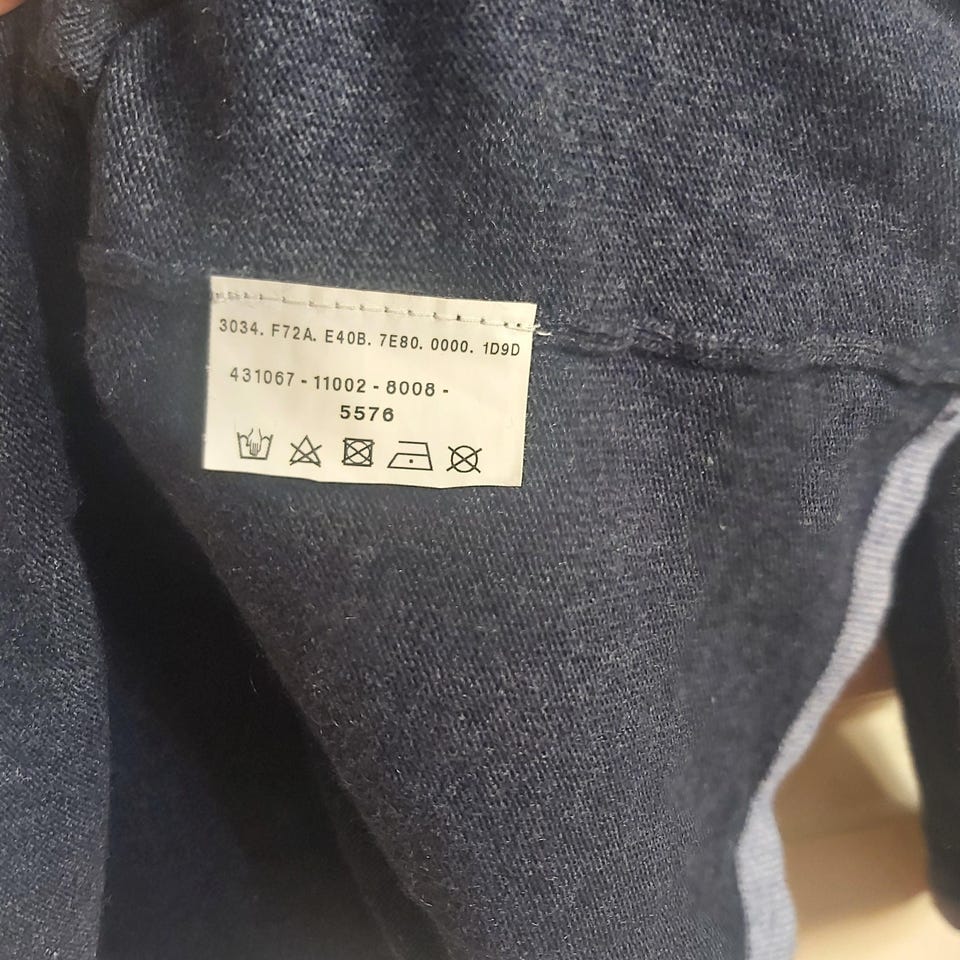 3034. F72A. E40B. 7E80. 0000. 1D9D
431067 - 11002 - 8008 -
5576